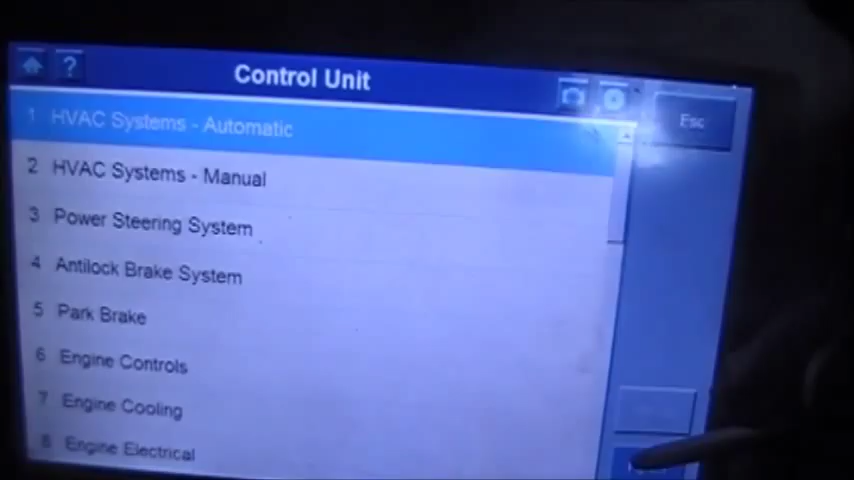 ?
Control Unit
Esc
1 HVAC Systems - Automatic
2 HVAC Systems - Manual
3 Power Steering System
4 Antilock Brake System
5 Park Brake
6 Engine Controls
7 Engine Cooling
8 Engine Electrical